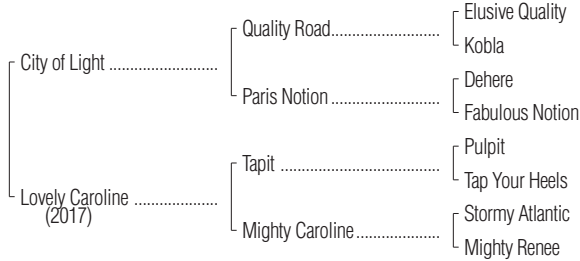 Elusive Quality
Quality Road
Kobla
City of Light
Dehere
Paris Notion
Fabulous Notion
Pulpit
Tapit
Tap Your Heels
Lovely Caroline
(2017)
Stormy Atlantic
Mighty Caroline
Mighty Renee